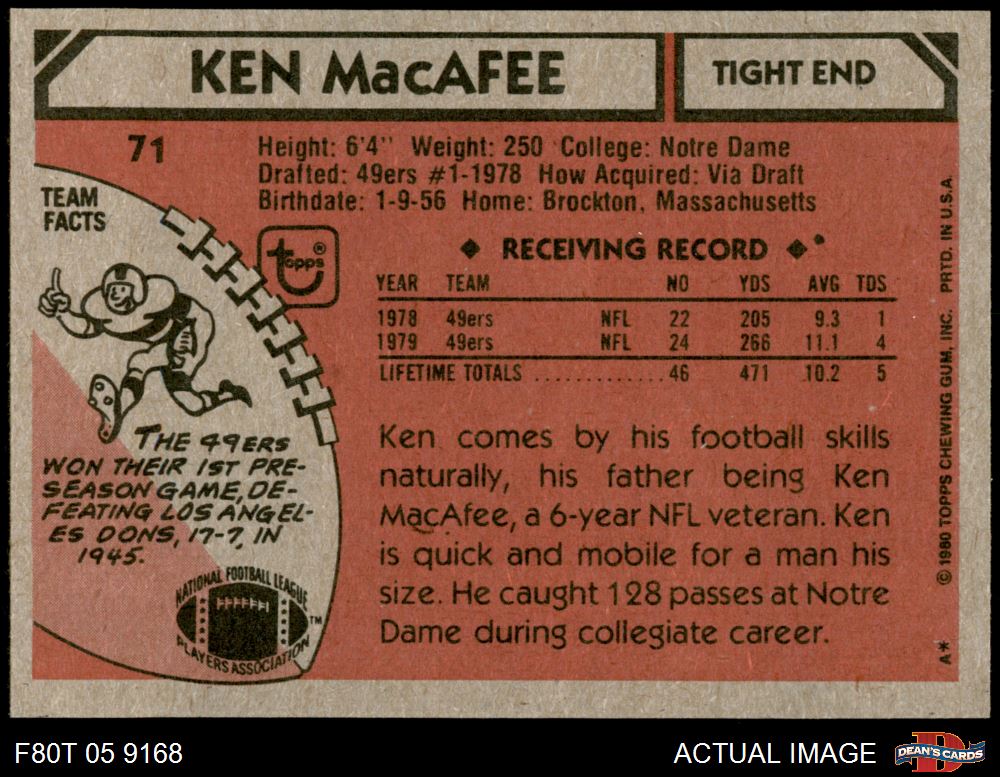 KEN MacAFEE
TIGHT END
71
Height: 6'4" Weight: 250 College: Notre Dame
Drafted: 49ers #1-1978 How Acquired: Via Draft
Birthdate: 1-9-56 Home: Brockton, Massachusetts
TEAM
FACTS
topps®
◆ RECEIVING RECORD ◆
YEAR TEAM NO YDS AVG TDS
1978 49ers NFL 22 205 9.3 1
1979 49ers NFL 24 266 11.1 4
LIFETIME TOTALS .............. 46 471 10.2 5
THE 49ERS
WON THEIR 1ST PRE-
SEASON GAME, DE-
FEATING LOS ANGEL-
ES DONS, 17-7, IN
1945.
NATIONAL FOOTBALL LEAGUE
PLAYERS ASSOCIATION
TM
Ken comes by his football skills
naturally, his father being Ken
MacAfee, a 6-year NFL veteran. Ken
is quick and mobile for a man his
size. He caught 128 passes at Notre
Dame during collegiate career.
A* © 1980 TOPPS CHEWING GUM, INC. PRTD. IN U.S.A.
F80T 05 9168
ACTUAL IMAGE
D
DEAN'S CARDS